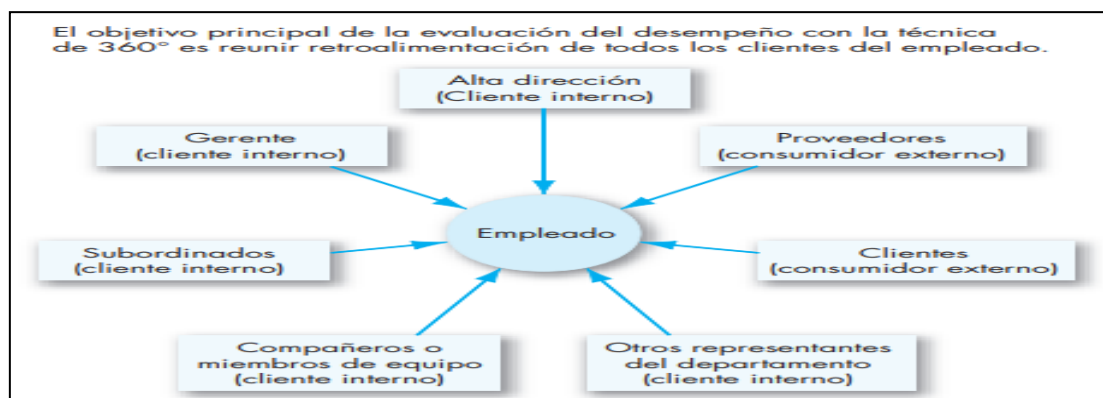 El objetivo principal de la evaluación del desempeño con la técnica
de 360° es reunir retroalimentación de todos los clientes del empleado.
Alta dirección
(Cliente interno)
Gerente
(cliente interno)
Proveedores
(consumidor externo)
Empleado
Subordinados
(cliente interno)
Clientes
(consumidor externo)
Compañeros o
miembros de equipo
(cliente interno)
Otros representantes
del departamento
(cliente interno)